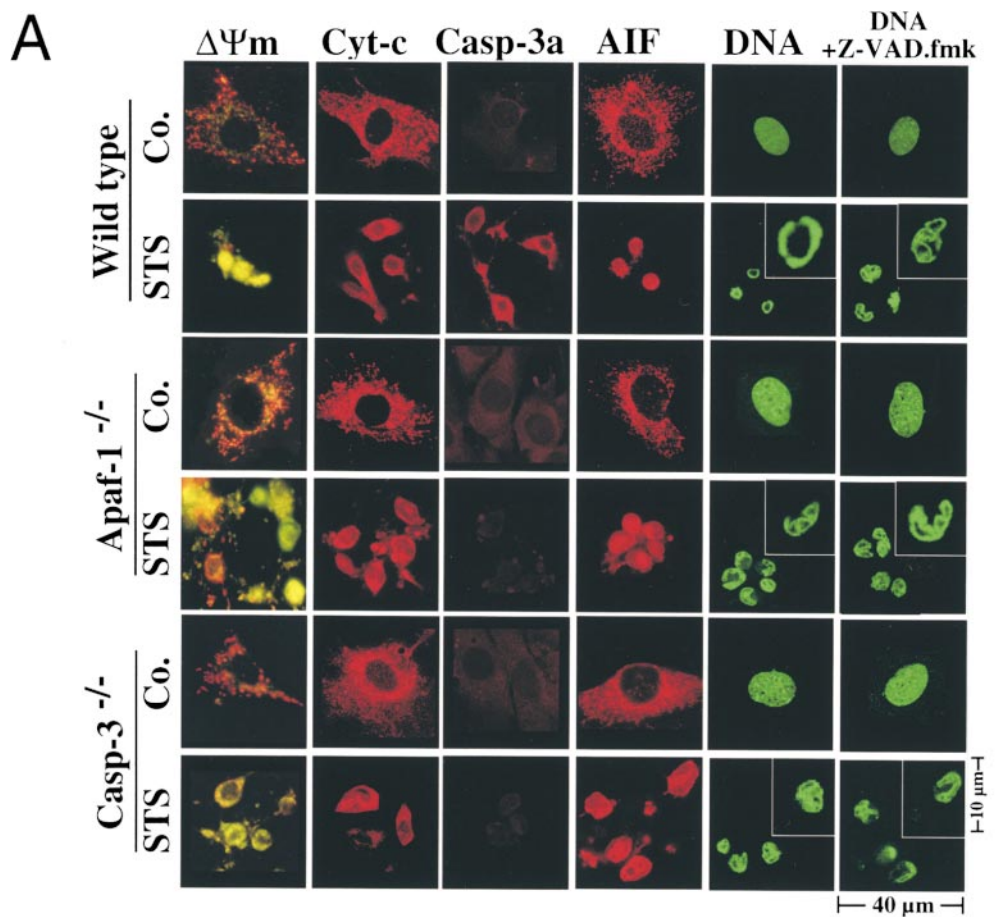 A
ΔΨm Cyt-c Casp-3a AIF DNA DNA +Z-VAD.fmk
Wild type
Co.
STS
Apaf-1 -/-
Co.
STS
Casp-3 -/-
Co.
STS
10 μm
40 μm